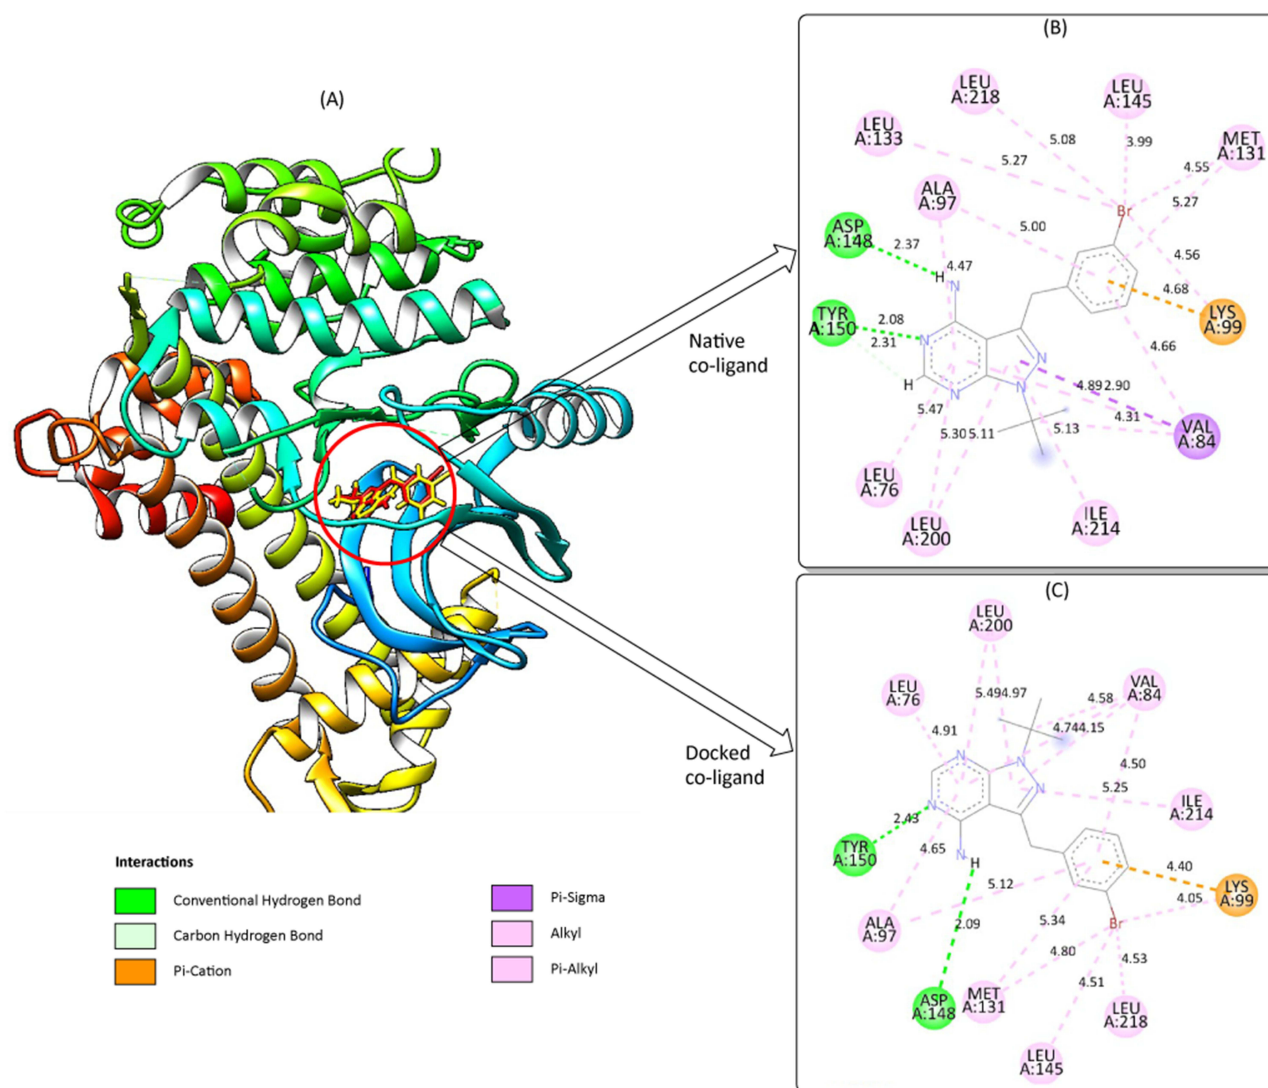 (A)
Native
co-ligand
Docked
co-ligand
Interactions
Conventional Hydrogen Bond
Carbon Hydrogen Bond
Pi-Cation
Pi-Sigma
Alkyl
Pi-Alkyl
(B)
LEU
A:218
LEU
A:145
LEU
A:133
MET
A:131
5.08
3.99
5.27
4.55
ALA
A:97
Br
5.27
ASP
A:148
5.00
2.37
4.56
H
4.47
N
4.68
TYR
A:150
2.08
LYS
A:99
2.31
N
N
4.66
H
N
N
4.89
2.90
5.47
4.31
5.30
5.11
5.13
VAL
A:84
LEU
A:76
LEU
A:200
ILE
A:214
(C)
LEU
A:200
LEU
A:76
VAL
A:84
5.49
4.97
4.58
4.74
4.15
4.91
N
N
4.50
N
N
5.25
ILE
A:214
2.43
TYR
A:150
4.65
N
H
4.40
5.12
LYS
A:99
4.05
ALA
A:97
2.09
5.34
Br
4.80
4.53
4.51
ASP
A:148
MET
A:131
LEU
A:218
LEU
A:145